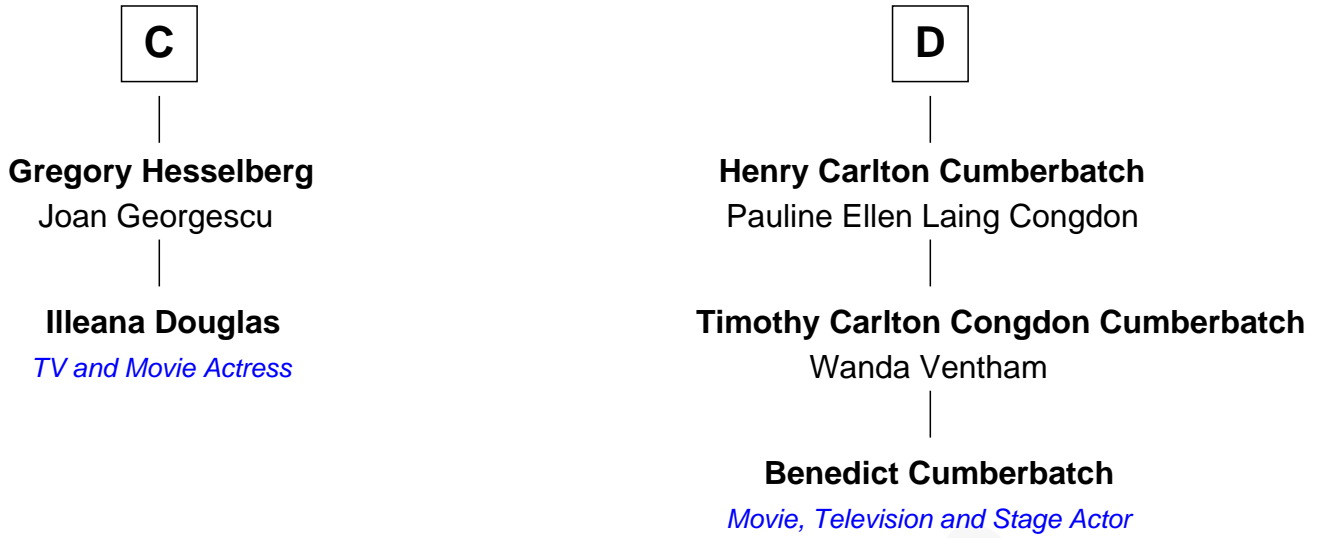 C
Gregory Hesselberg
Joan Georgescu
Illeana Douglas
TV and Movie Actress
D
Henry Carlton Cumberbatch
Pauline Ellen Laing Congdon
Timothy Carlton Congdon Cumberbatch
Wanda Ventham
Benedict Cumberbatch
Movie, Television and Stage Actor